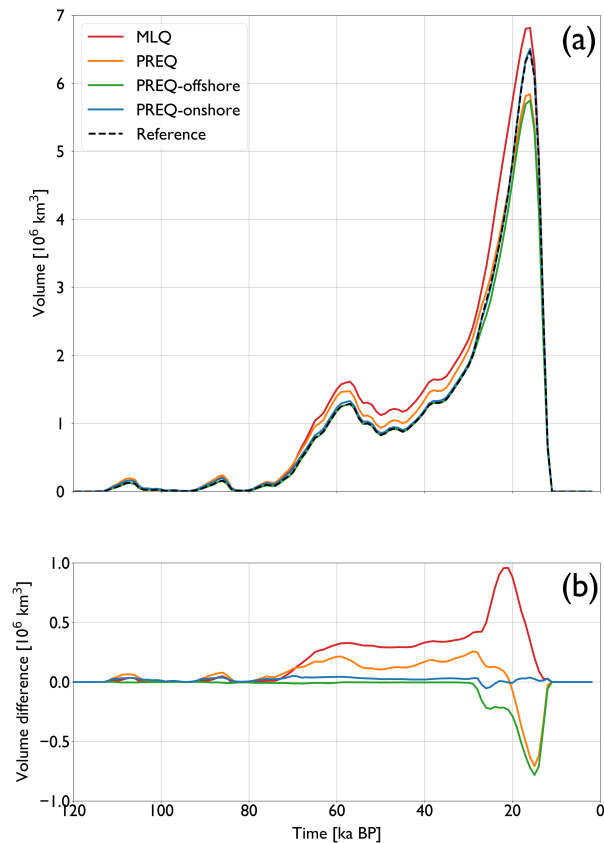 7
6
5
4
3
2
1
0
Volume [10⁶ km³]
MLQ
PREQ
PREQ-offshore
PREQ-onshore
Reference
(a)
1.0
0.5
0.0
−0.5
−1.0
Volume difference [10⁶ km³]
(b)
120 100 80 60 40 20 0
Time [ka BP]